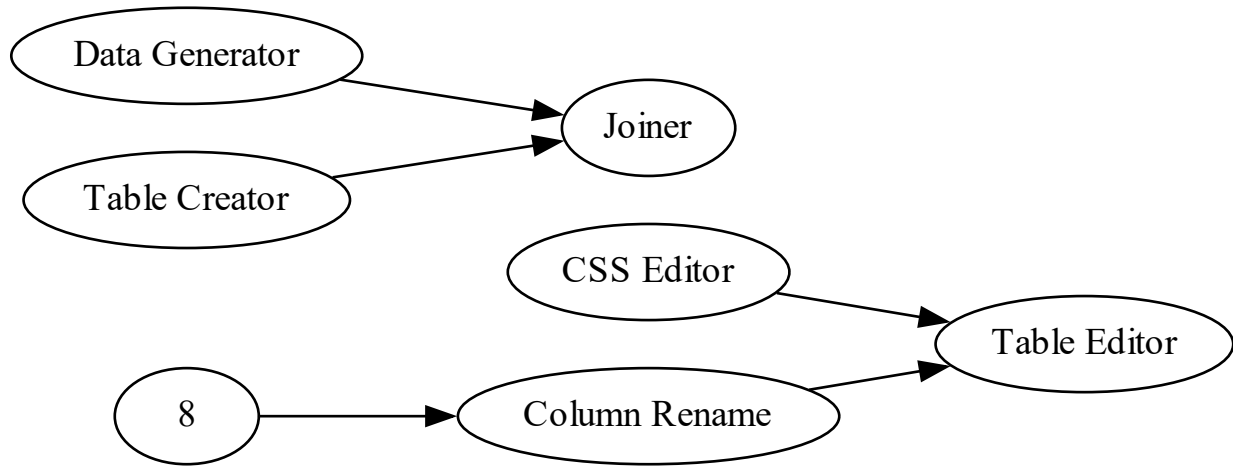 Data Generator
Joiner
Table Creator
CSS Editor
Table Editor
8
Column Rename